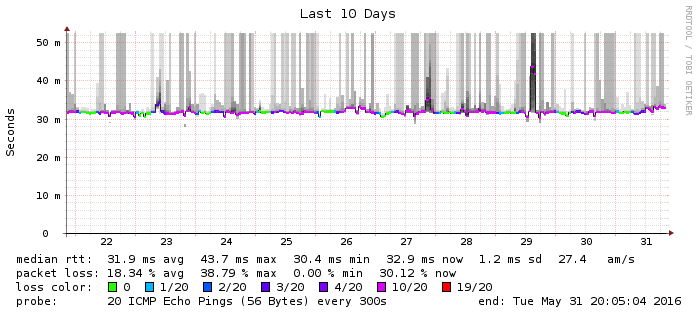 Last 10 Days
RRDTOOL / TOBI OETIKER
Seconds
50 m
40 m
30 m
20 m
10 m
0
22 23 24 25 26 27 28 29 30 31
median rtt: 31.9 ms avg 43.7 ms max 30.4 ms min 32.9 ms now 1.2 ms sd 27.4 am/s
packet loss: 18.34 % avg 38.79 % max 0.00 % min 30.12 % now
loss color: 0 1/20 2/20 3/20 4/20 10/20 19/20
probe: 20 ICMP Echo Pings (56 Bytes) every 300s end: Tue May 31 20:05:04 2016